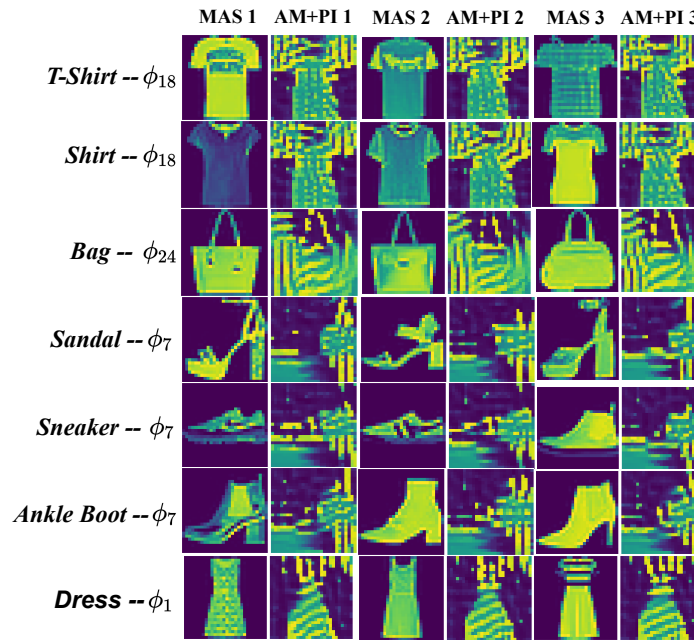 MAS 1 AM+PI 1 MAS 2 AM+PI 2 MAS 3 AM+PI 3
T-Shirt -- ϕ₁₈
Shirt -- ϕ₁₈
Bag -- ϕ₂₄
Sandal -- ϕ₇
Sneaker -- ϕ₇
Ankle Boot -- ϕ₇
Dress -- ϕ₁